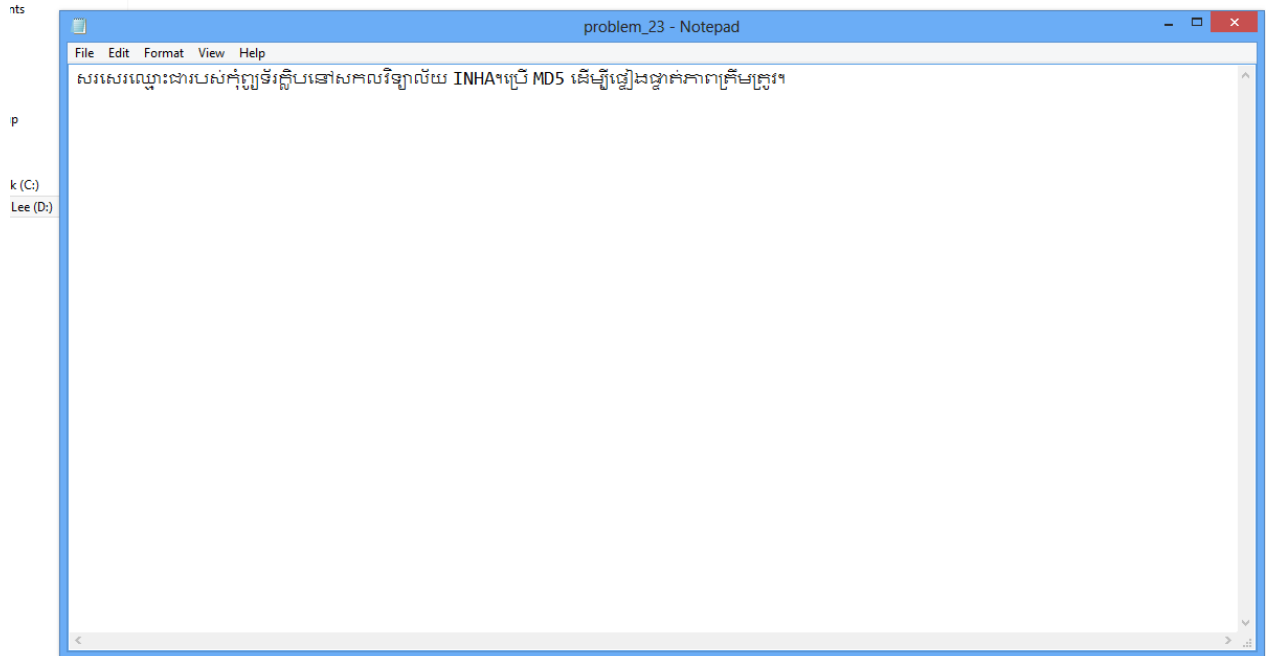 nts
problem_23 - Notepad
File Edit Format View Help
សរសេរឈ្មោះជារបស់កុំព្យូទ័រក្លិបនៅសកលវិទ្យាល័យ INHA។ប្រើ MD5 ដើម្បីផ្ទៀងផ្ទាត់ភាពត្រឹមត្រូវ។
k (C:)
Lee (D:)